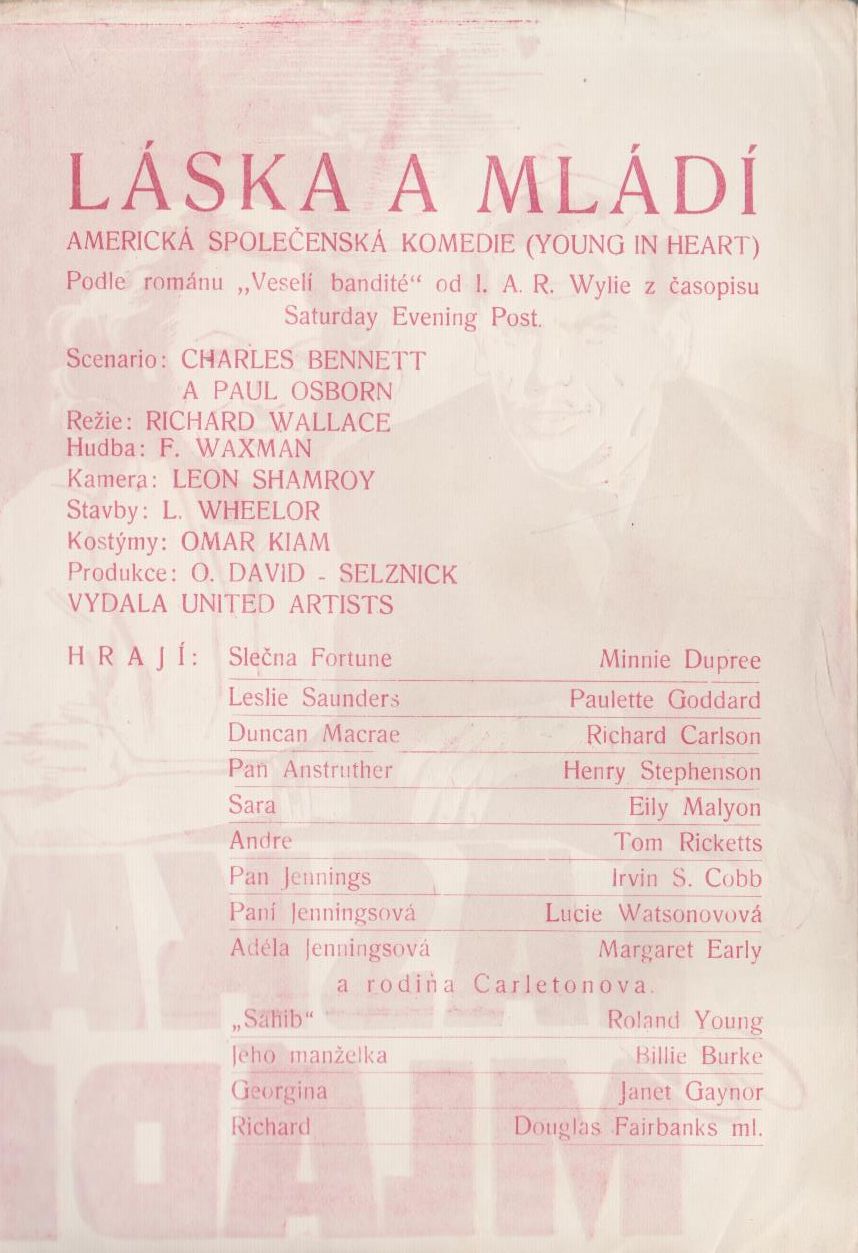 LÁSKA A MLÁDÍ
AMERICKÁ SPOLEČENSKÁ KOMEDIE (YOUNG IN HEART)
Podle románu „Veselí bandité“ od I. A. R. Wylie z časopisu
Saturday Evening Post.
Scenario: CHARLES BENNETT
A PAUL OSBORN
Režie: RICHARD WALLACE
Hudba: F. WAXMAN
Kamera: LEON SHAMROY
Stavby: L. WHEELOR
Kostýmy: OMAR KIAM
Produkce: O. DAVID - SELZNICK
VYDALA UNITED ARTISTS
HRAJÍ: Slečna Fortune Minnie Dupree
Leslie Saunders Paulette Goddard
Duncan Macrae Richard Carlson
Pan Anstruther Henry Stephenson
Sara Eily Malyon
Andre Tom Ricketts
Pan Jennings Irvin S. Cobb
Paní Jenningsová Lucie Watsonovová
Adéla Jenningsová Margaret Early
a rodina Carletonova.
„Sahib“ Roland Young
Jeho manželka Billie Burke
Georgina Janet Gaynor
Richard Douglas Fairbanks ml.